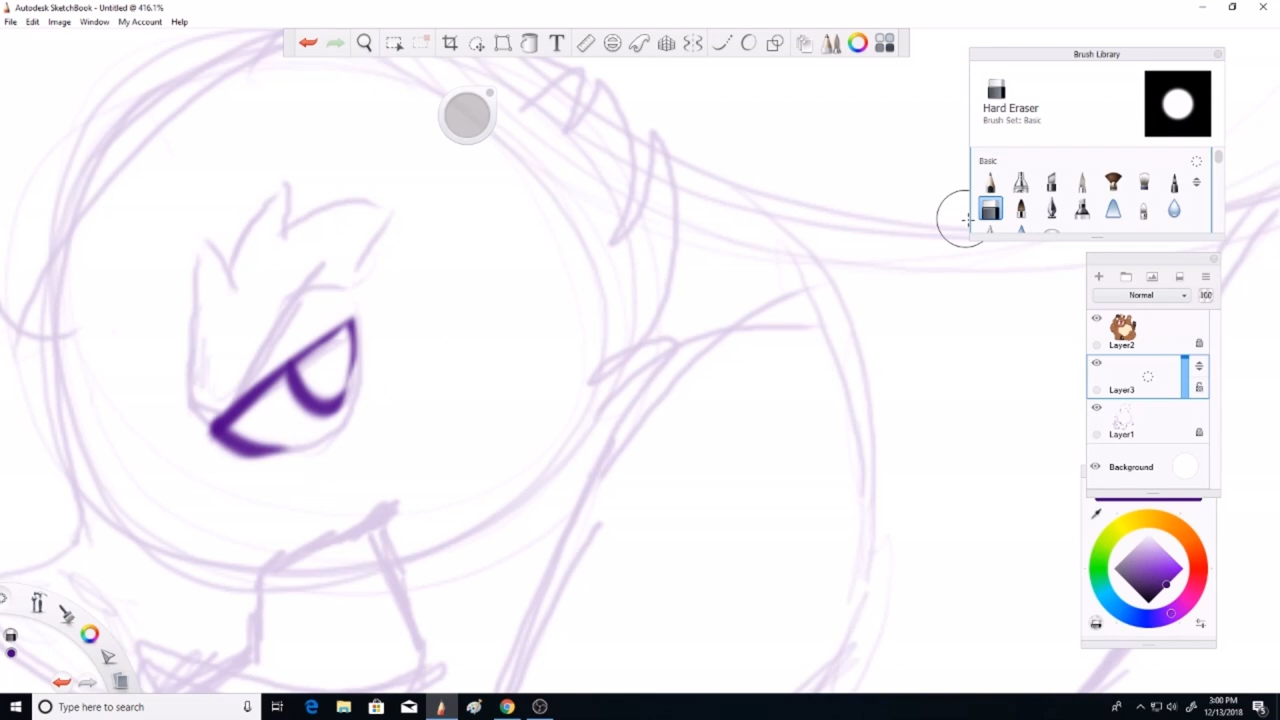 Autodesk SketchBook - Untitled @ 416.1%
File Edit Image Window My Account Help
T
Brush Library
Hard Eraser
Brush Set: Basic
Basic
Normal
100
Layer2
Layer3
Layer1
Background
Type here to search
3:00 PM
12/13/2018
5